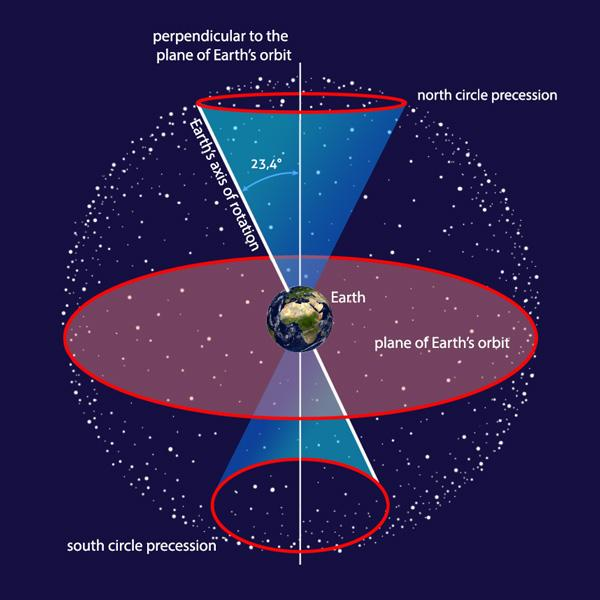 perpendicular to the
plane of Earth's orbit
north circle precession
Earth's axis of rotation
23,4°
Earth
plane of Earth's orbit
south circle precession